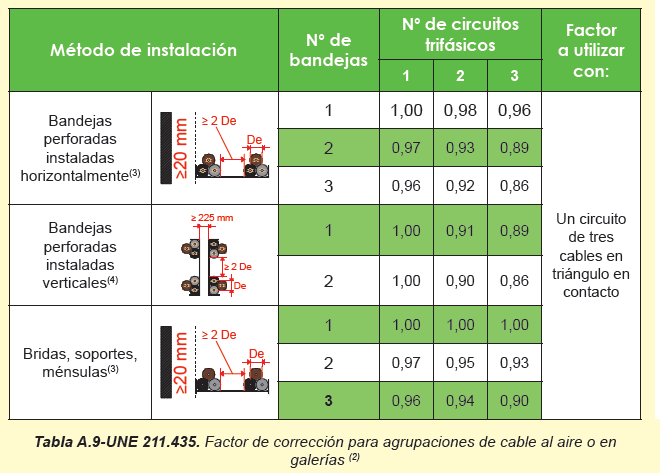 Método de instalación
Nº de bandejas
Nº de circuitos trifásicos
Factor a utilizar con:
1 2 3
Bandejas perforadas instaladas horizontalmente(3)
≥20 mm
≥ 2 De
De
1 1,00 0,98 0,96
2 0,97 0,93 0,89
3 0,96 0,92 0,86
Bandejas perforadas instaladas verticales(4)
≥ 225 mm
≥ 2 De
De
1 1,00 0,91 0,89
2 1,00 0,90 0,86
Bridas, soportes, ménsulas(3)
≥20 mm
≥ 2 De
De
1 1,00 1,00 1,00
2 0,97 0,95 0,93
3 0,96 0,94 0,90
Un circuito de tres cables en triángulo en contacto
Tabla A.9-UNE 211.435. Factor de corrección para agrupaciones de cable al aire o en
galerías (2)